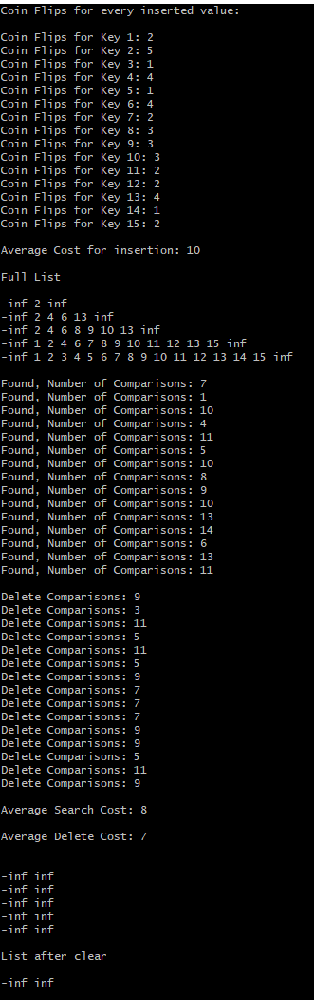 Coin Flips for every inserted value:
Coin Flips for Key 1: 2
Coin Flips for Key 2: 5
Coin Flips for Key 3: 1
Coin Flips for Key 4: 4
Coin Flips for Key 5: 1
Coin Flips for Key 6: 4
Coin Flips for Key 7: 2
Coin Flips for Key 8: 3
Coin Flips for Key 9: 3
Coin Flips for Key 10: 3
Coin Flips for Key 11: 2
Coin Flips for Key 12: 2
Coin Flips for Key 13: 4
Coin Flips for Key 14: 1
Coin Flips for Key 15: 2
Average Cost for insertion: 10
Full List
-inf 2 inf
-inf 2 4 6 13 inf
-inf 2 4 6 8 9 10 13 inf
-inf 1 2 4 6 7 8 9 10 11 12 13 15 inf
-inf 1 2 3 4 5 6 7 8 9 10 11 12 13 14 15 inf
Found, Number of Comparisons: 7
Found, Number of Comparisons: 1
Found, Number of Comparisons: 10
Found, Number of Comparisons: 4
Found, Number of Comparisons: 11
Found, Number of Comparisons: 5
Found, Number of Comparisons: 10
Found, Number of Comparisons: 8
Found, Number of Comparisons: 9
Found, Number of Comparisons: 10
Found, Number of Comparisons: 13
Found, Number of Comparisons: 14
Found, Number of Comparisons: 6
Found, Number of Comparisons: 13
Found, Number of Comparisons: 11
Delete Comparisons: 9
Delete Comparisons: 3
Delete Comparisons: 11
Delete Comparisons: 5
Delete Comparisons: 11
Delete Comparisons: 5
Delete Comparisons: 9
Delete Comparisons: 7
Delete Comparisons: 7
Delete Comparisons: 7
Delete Comparisons: 9
Delete Comparisons: 9
Delete Comparisons: 5
Delete Comparisons: 11
Delete Comparisons: 9
Average Search Cost: 8
Average Delete Cost: 7
-inf inf
-inf inf
-inf inf
-inf inf
-inf inf
List after clear
-inf inf